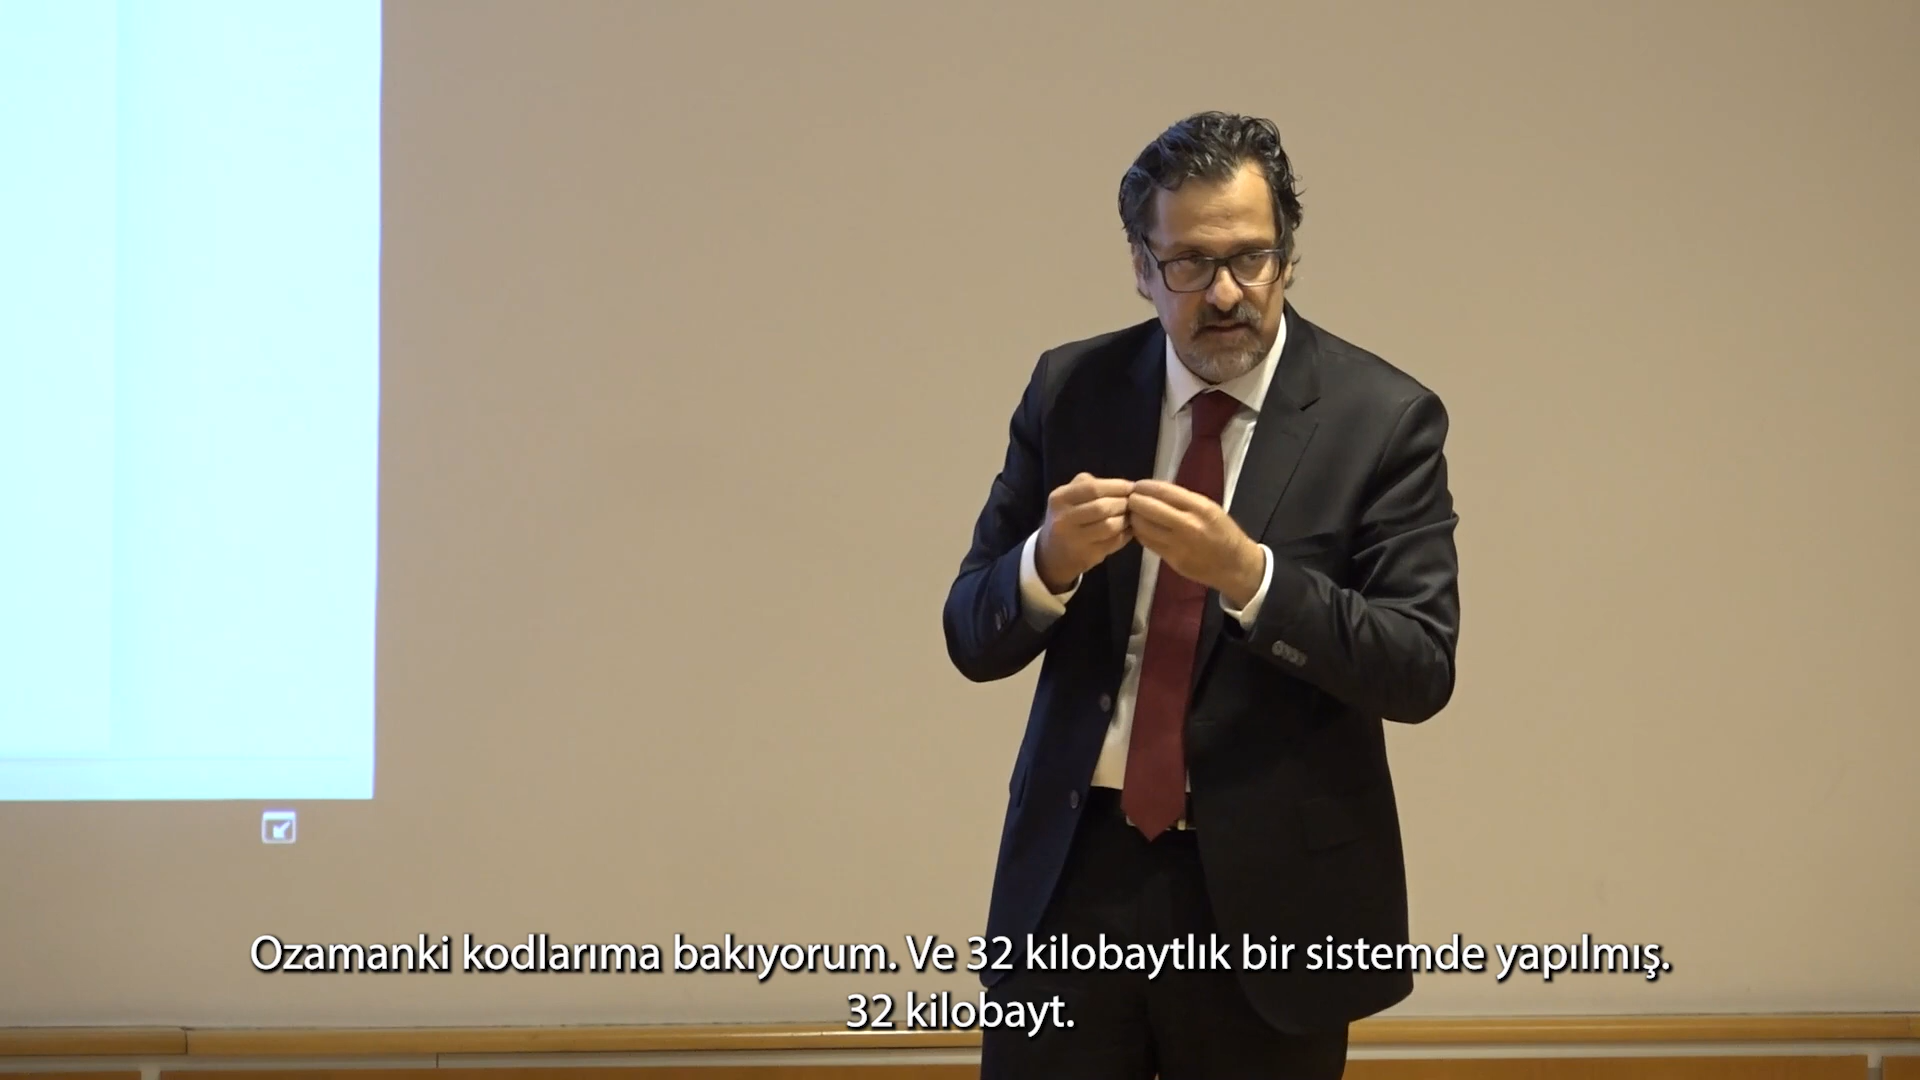 Ozamanki kodlarıma bakıyorum. Ve 32 kilobaytlık bir sistemde yapılmış.
32 kilobayt.